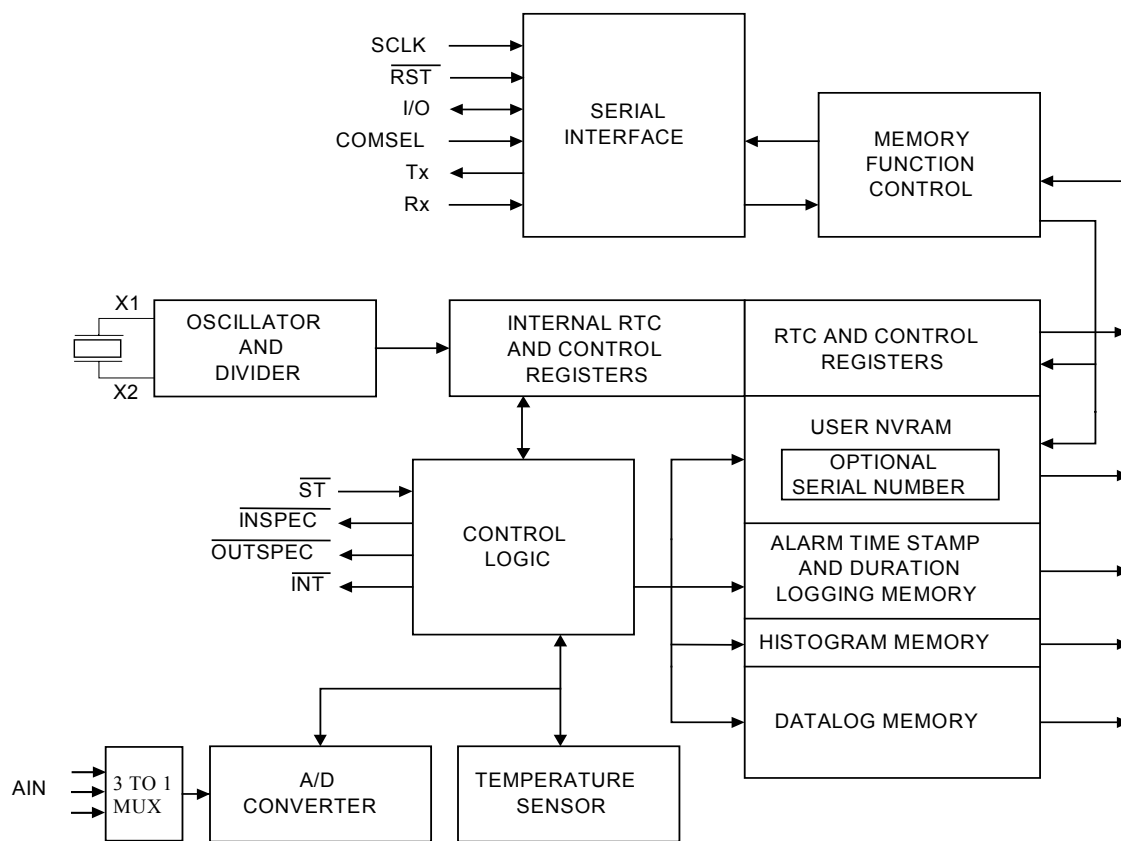 SCLK
RST
I/O
COMSEL
Tx
Rx
SERIAL
INTERFACE
MEMORY
FUNCTION
CONTROL
X1
X2
OSCILLATOR
AND
DIVIDER
INTERNAL RTC
AND CONTROL
REGISTERS
RTC AND CONTROL
REGISTERS
USER NVRAM
OPTIONAL
SERIAL NUMBER
ST
INSPEC
OUTSPEC
INT
CONTROL
LOGIC
ALARM TIME STAMP
AND DURATION
LOGGING MEMORY
HISTOGRAM MEMORY
DATALOG MEMORY
AIN
3 TO 1
MUX
A/D
CONVERTER
TEMPERATURE
SENSOR